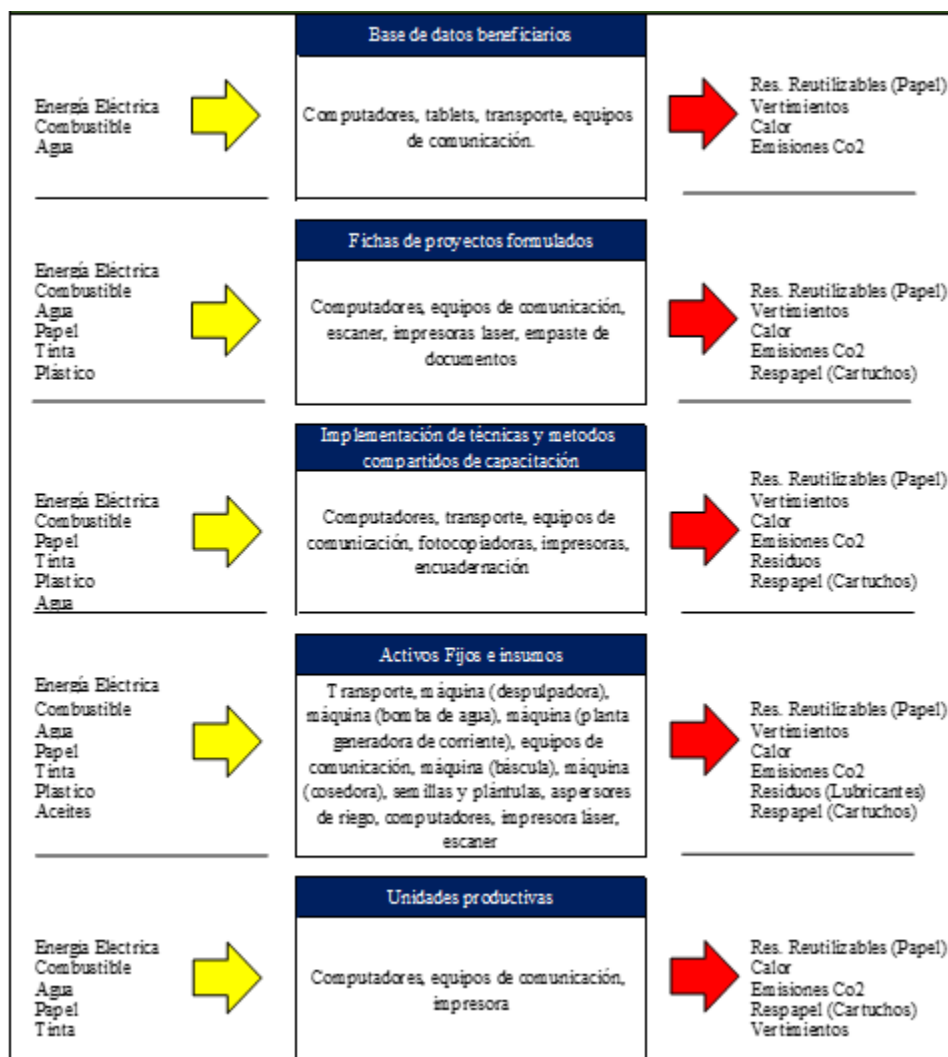 Base de datos beneficiarios
Energía Eléctrica
Combustible
Agua
Computadores, tablets, transporte, equipos
de comunicación.
Res. Reutilizables (Papel)
Vertimientos
Calor
Emisiones Co2
Fichas de proyectos formulados
Energía Eléctrica
Combustible
Agua
Papel
Tinta
Plástico
Computadores, equipos de comunicación,
escaner, impresoras laser, empaste de
documentos
Res. Reutilizables (Papel)
Vertimientos
Calor
Emisiones Co2
Respapel (Cartuchos)
Implementación de técnicas y metodos
compartidos de capacitación
Energía Eléctrica
Combustible
Papel
Tinta
Plastico
Agua
Computadores, transporte, equipos de
comunicación, fotocopiadoras, impresoras,
encuadernación
Res. Reutilizables (Papel)
Vertimientos
Calor
Emisiones Co2
Residuos
Respapel (Cartuchos)
Activos Fijos e insumos
Energía Eléctrica
Combustible
Agua
Papel
Tinta
Plastico
Aceites
Transporte, máquina (despulpadora),
máquina (bomba de agua), máquina (planta
generadora de corriente), equipos de
comunicación, máquina (báscula), máquina
(cosedora), semillas y plántulas, aspersores
de riego, computadores, impresora láser,
escaner
Res. Reutilizables (Papel)
Vertimientos
Calor
Emisiones Co2
Residuos (Lubricantes)
Respapel (Cartuchos)
Unidades productivas
Energía Electrica
Combustible
Agua
Papel
Tinta
Computadores, equipos de comunicación,
impresora
Res. Reutilizables (Papel)
Calor
Emisiones Co2
Respapel (Cartuchos)
Vertimientos